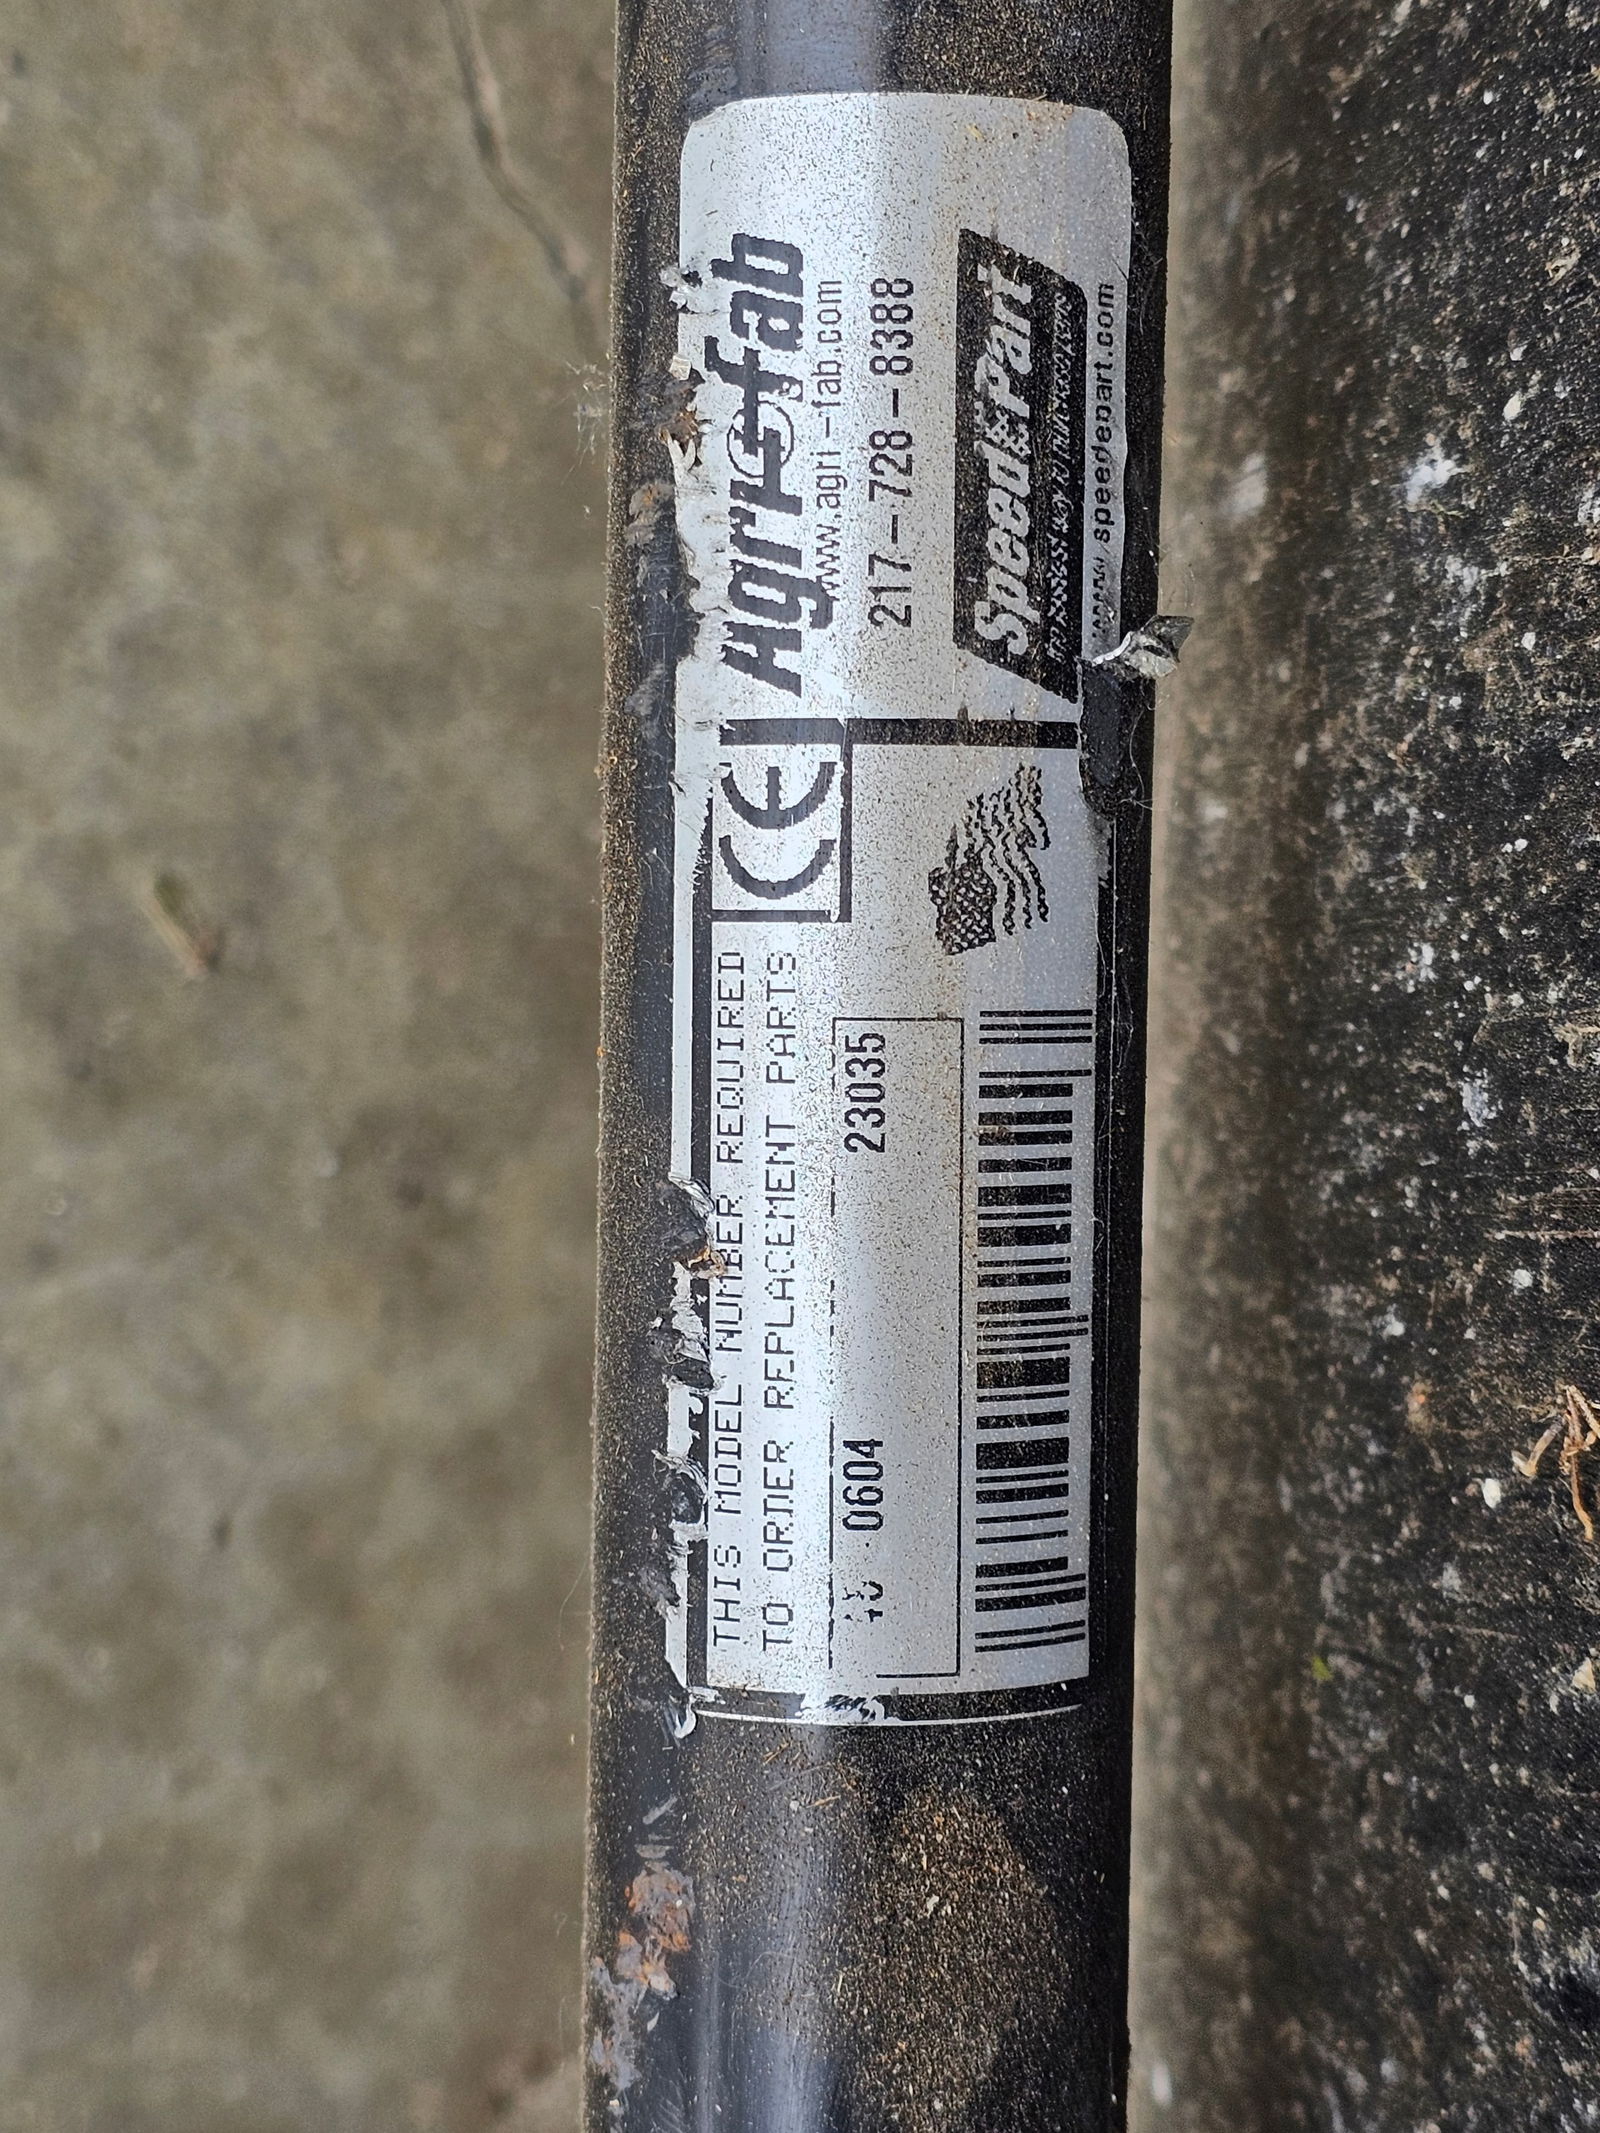 THIS MODEL NUMBER REQUIRED
TO ORDER REPLACEMENT PARTS
0604 23035
CE
Agri-Fab
www.agri-fab.com
217-728-8388
SpeedePart
speedepart.com